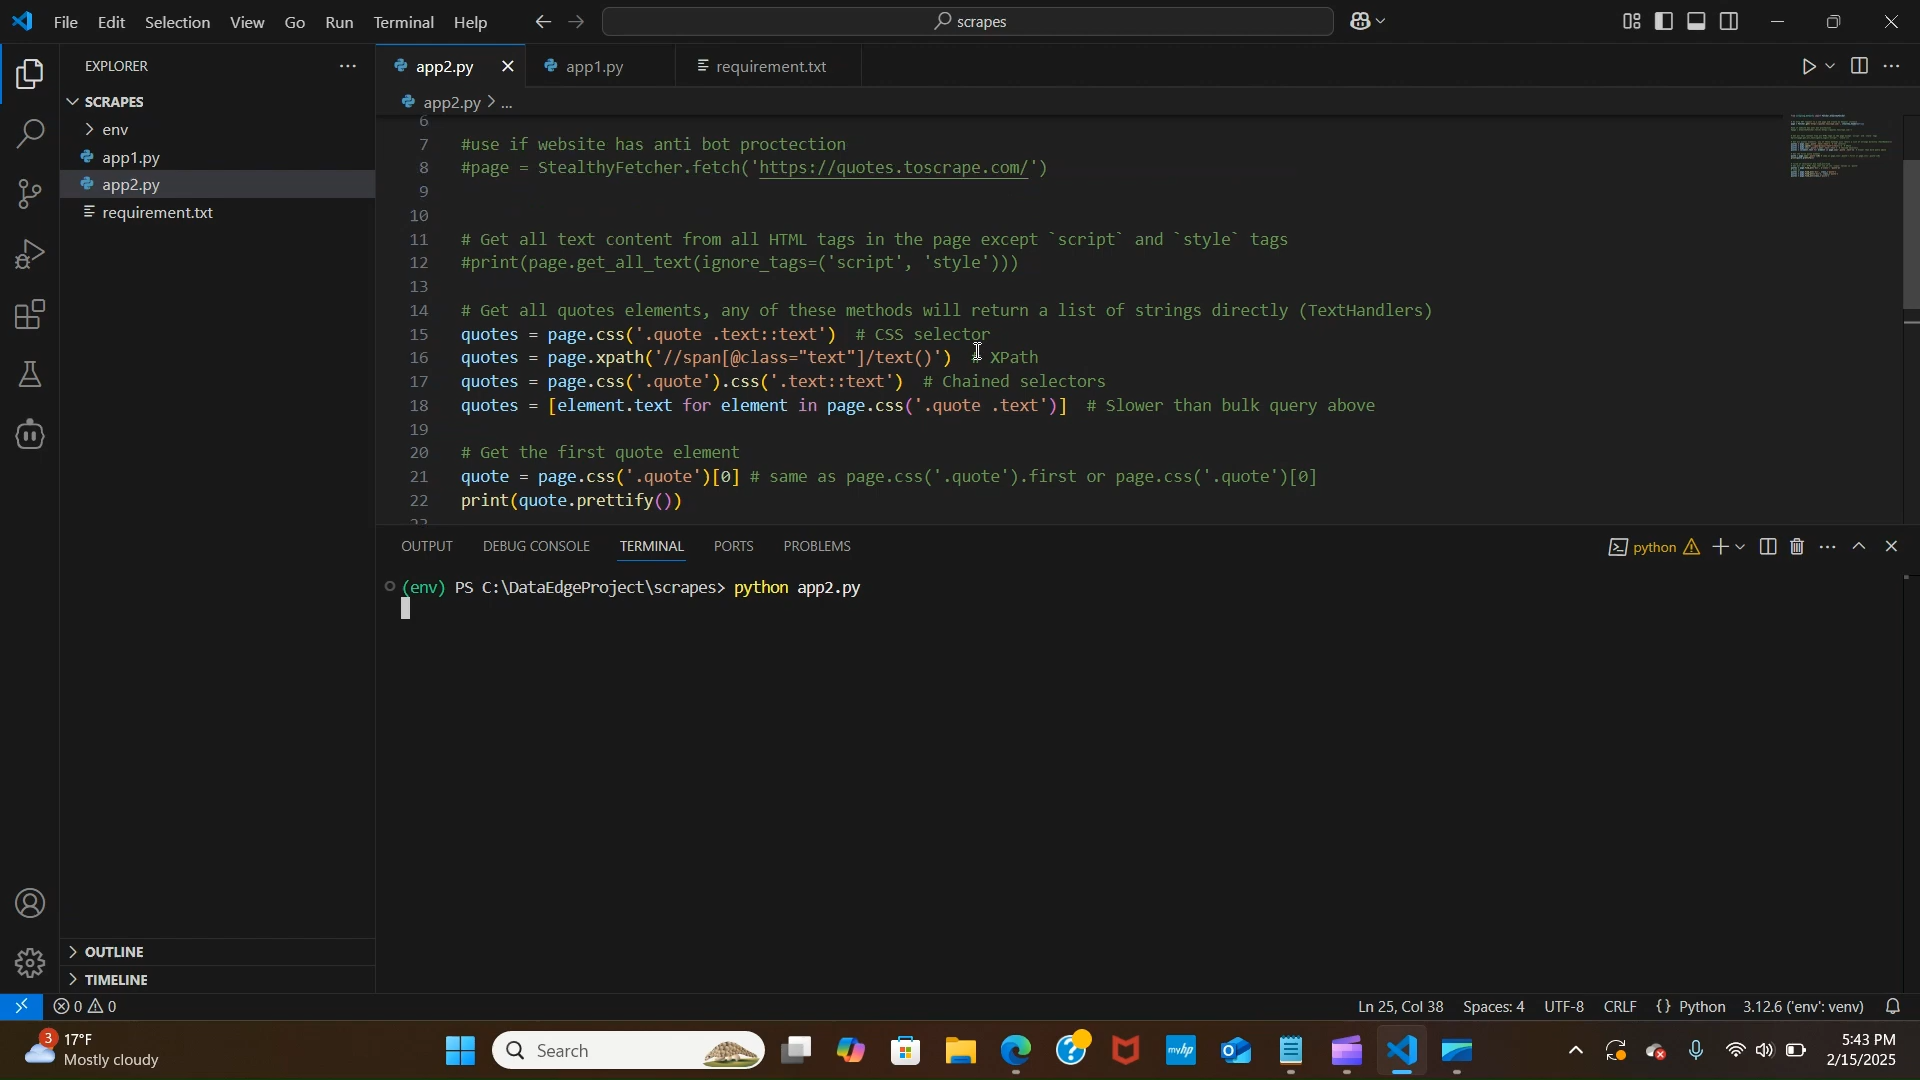 File Edit Selection View Go Run Terminal Help scrapes
EXPLORER
SCRAPES
env
app1.py
app2.py
requirement.txt
OUTLINE
TIMELINE
app2.py app1.py requirement.txt
app2.py > ...
6
7 #use if website has anti bot proctection
8 #page = StealthyFetcher.fetch('https://quotes.toscrape.com/')
9
10
11 # Get all text content from all HTML tags in the page except `script` and `style` tags
12 #print(page.get_all_text(ignore_tags=('script', 'style')))
13
14 # Get all quotes elements, any of these methods will return a list of strings directly (TextHandlers)
15 quotes = page.css('.quote .text::text') # CSS selector
16 quotes = page.xpath('//span[@class="text"]/text()') # XPath
17 quotes = page.css('.quote').css('.text::text') # Chained selectors
18 quotes = [element.text for element in page.css('.quote .text')] # Slower than bulk query above
19
20 # Get the first quote element
21 quote = page.css('.quote')[0] # same as page.css('.quote').first or page.css('.quote')[0]
22 print(quote.prettify())
23
OUTPUT DEBUG CONSOLE TERMINAL PORTS PROBLEMS python
(env) PS C:\DataEdgeProject\scrapes> python app2.py
0 0 Ln 25, Col 38 Spaces: 4 UTF-8 CRLF {} Python 3.12.6 ('env': venv)
3 17°F
Mostly cloudy
Search
myhp
5:43 PM
2/15/2025